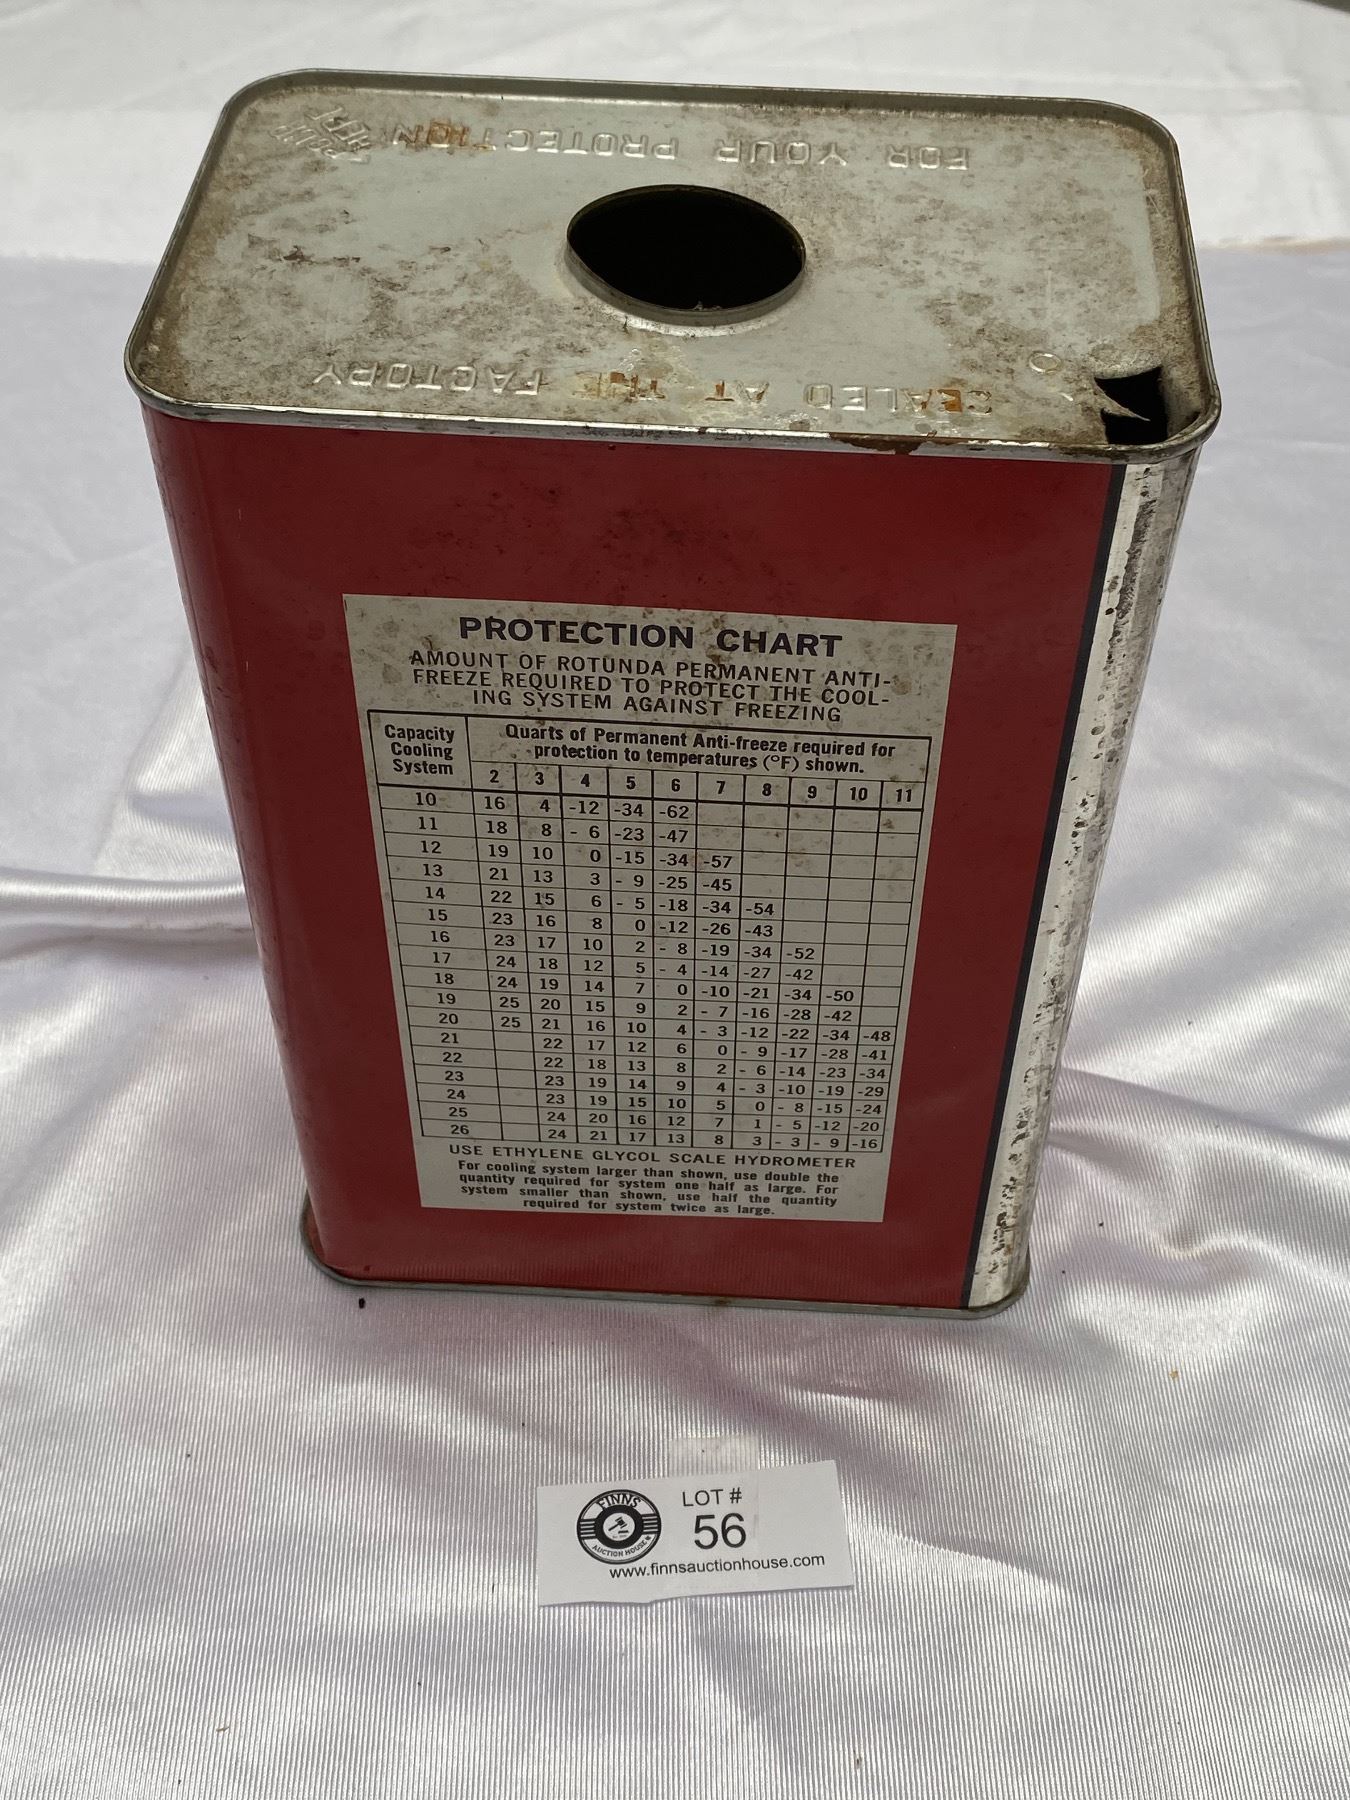 FOR YOUR PROTECTION
SEALED AT THE FACTORY
PROTECTION CHART
AMOUNT OF ROTUNDA PERMANENT ANTI-
FREEZE REQUIRED TO PROTECT THE COOL-
ING SYSTEM AGAINST FREEZING
Capacity Cooling System
Quarts of Permanent Anti-freeze required for
protection to temperatures (°F) shown.
2 3 4 5 6 7 8 9 10 11
10 16 4 -12 -34 -62
11 18 8 - 6 -23 -47
12 19 10 0 -15 -34 -57
13 21 13 3 - 9 -25 -45
14 22 15 6 - 5 -18 -34 -54
15 23 16 8 0 -12 -26 -43
16 23 17 10 2 - 8 -19 -34 -52
17 24 18 12 5 - 4 -14 -27 -42
18 24 19 14 7 0 -10 -21 -34 -50
19 25 20 15 9 2 - 7 -16 -28 -42
20 25 21 16 10 4 - 3 -12 -22 -34 -48
21 22 17 12 6 0 - 9 -17 -28 -41
22 22 18 13 8 2 - 6 -14 -23 -34
23 23 19 14 9 4 - 3 -10 -19 -29
24 23 19 15 10 5 0 - 8 -15 -24
25 24 20 16 12 7 1 - 5 -12 -20
26 24 21 17 13 8 3 - 3 - 9 -16
USE ETHYLENE GLYCOL SCALE HYDROMETER
For cooling system larger than shown, use double the
quantity required for system one half as large. For
system smaller than shown, use half the quantity
required for system twice as large.
FINNS
AUCTION HOUSE
LOT #
56
www.finnsauctionhouse.com